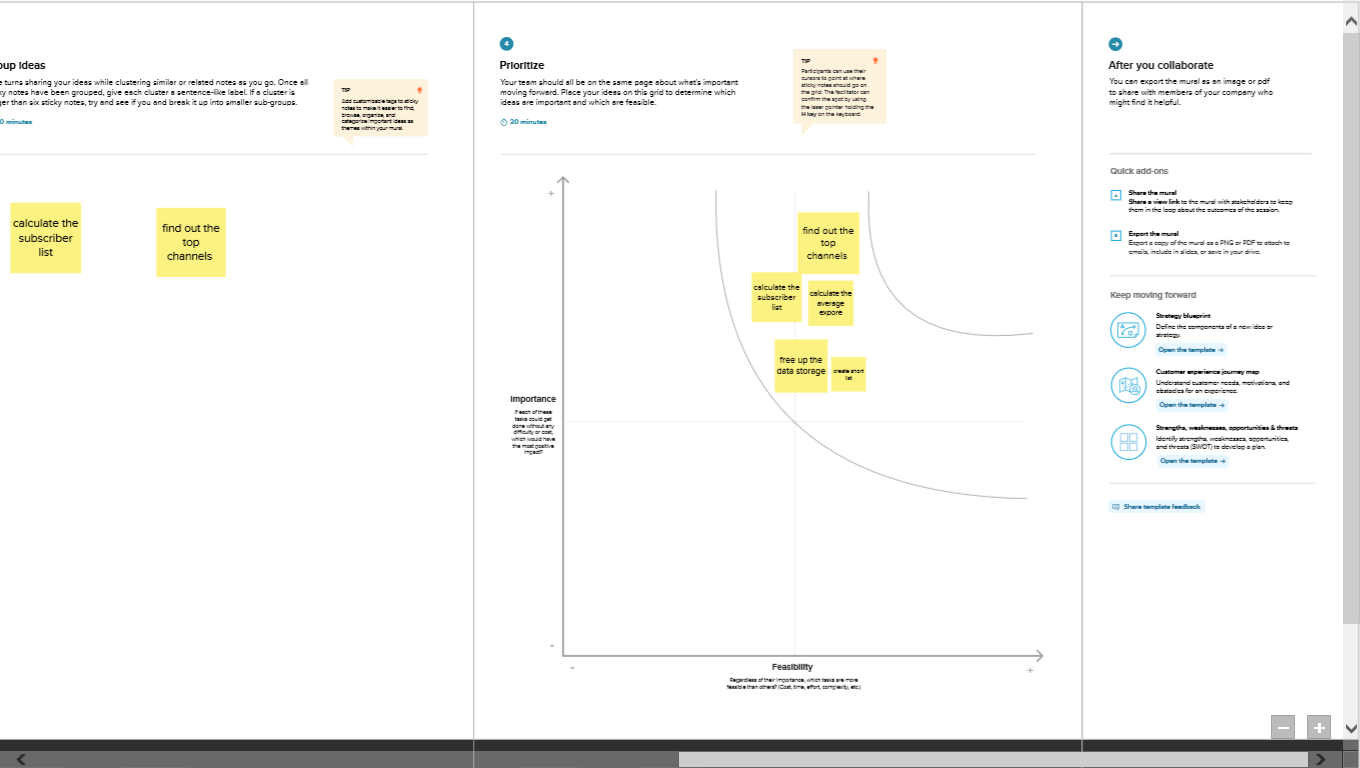 oup ideas
e turns sharing your ideas while clustering similar or related notes as you go. Once all
ky notes have been grouped, give each cluster a sentence-like label. If a cluster is
ger than six sticky notes, try and see if you and break it up into smaller sub-groups.
0 minutes
TIP
Add customizable tags to sticky
notes to make it easier to find,
browse, organize, and
categorize important ideas as
themes within your mural.
calculate the
subscriber
list
find out the
top
channels
4
Prioritize
Your team should all be on the same page about what's important
moving forward. Place your ideas on this grid to determine which
ideas are important and which are feasible.
20 minutes
TIP
Participants can use their
cursors to point at where
sticky notes should go on
the grid. The facilitator can
confirm the spot by using
the laser pointer holding the
H key on the keyboard.
+
find out the
top
channels
calculate the
subscriber
list
calculate the
average
expore
free up the
data storage
create short
list
Importance
If each of these
tasks could get
done without any
difficulty or cost,
which would have
the most positive
impact?
-
-
Feasibility
+
Regardless of their importance, which tasks are more
feasible than others? (Cost, time, effort, complexity, etc.)
After you collaborate
You can export the mural as an image or pdf
to share with members of your company who
might find it helpful.
Quick add-ons
Share the mural
Share a view link to the mural with stakeholders to keep
them in the loop about the outcomes of the session.
Export the mural
Export a copy of the mural as a PNG or PDF to attach to
emails, include in slides, or save in your drive.
Keep moving forward
Strategy blueprint
Define the components of a new idea or
strategy.
Open the template →
Customer experience journey map
Understand customer needs, motivations, and
obstacles for an experience.
Open the template →
Strengths, weaknesses, opportunities & threats
Identify strengths, weaknesses, opportunities,
and threats (SWOT) to develop a plan.
Open the template →
Share template feedback